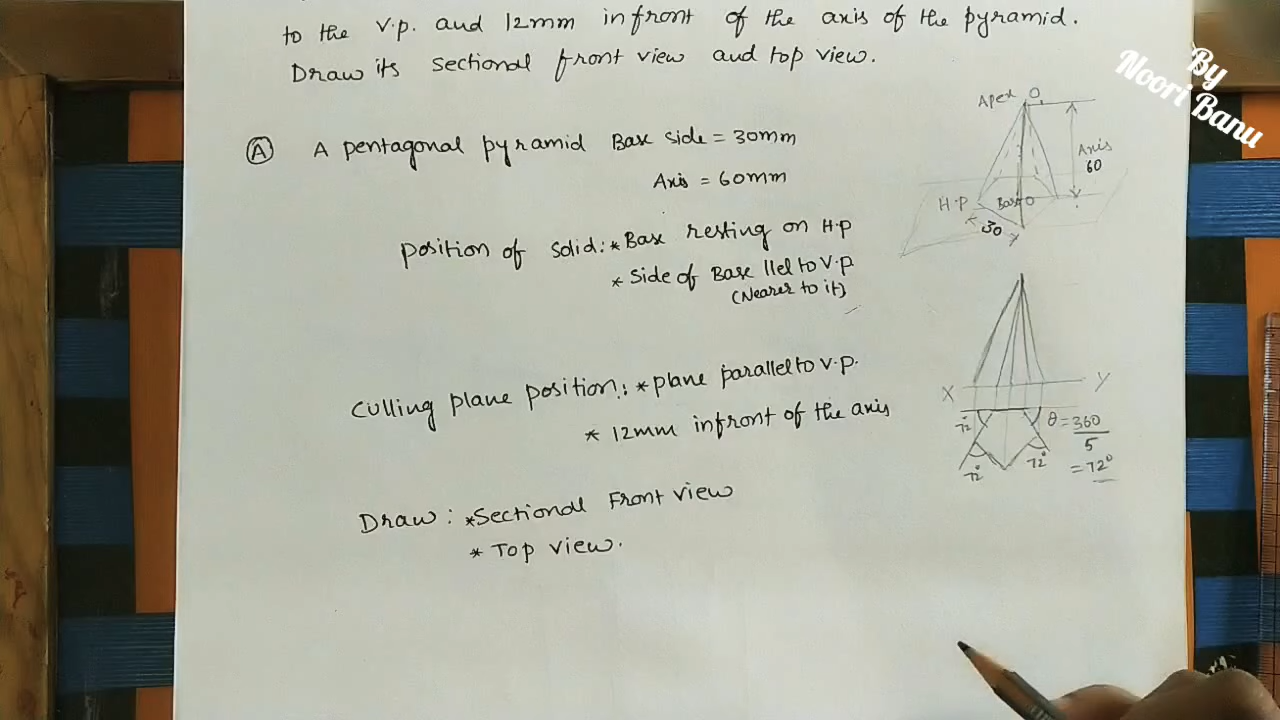 to the v.p. and 12mm infront of the axis of the pyramid.
Draw its sectional front view and top view.
By
Noori Banu
Apex O,
Axis
60
H.P
Base O
30
A A pentagonal pyramid Base side = 30mm
Axis = 60mm
position of solid: * Base resting on H.P
* Side of Base llel to V.p
(Nearer to it)
Cutting plane position: * plane parallel to v.p.
* 12mm infront of the axis
X Y
72° θ = 360
5
72° 72° = 72°
Draw: * Sectional Front view
* Top view.